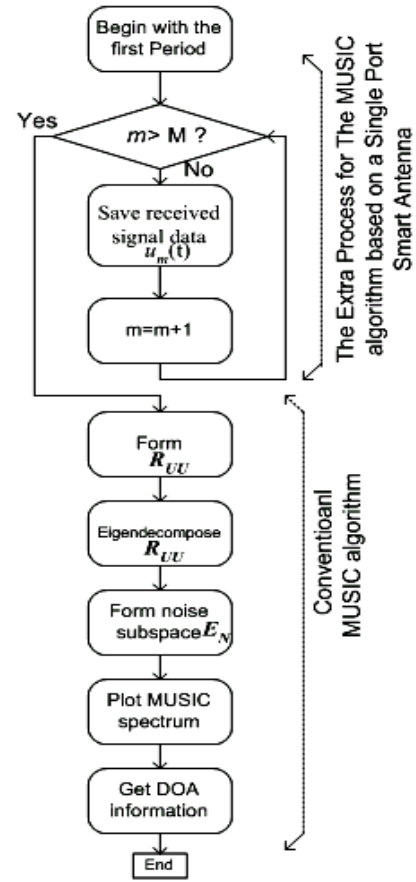 Begin with the
first Period
Yes
m> M ?
No
Save received
signal data
u_m(t)
m=m+1
The Extra Process for The MUSIC
algorithm based on a Single Port
Smart Antenna
Form
R_UU
Eigendecompose
R_UU
Form noise
subspace E_N
Plot MUSIC
spectrum
Get DOA
information
End
Conventioanl
MUSIC algorithm